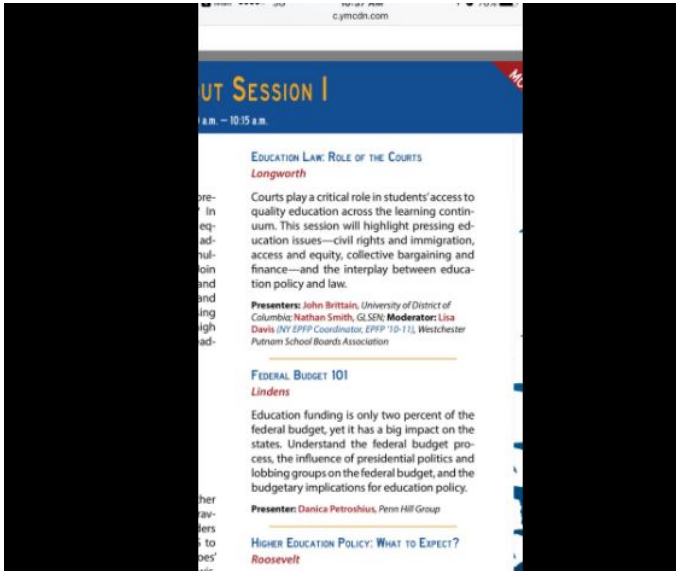 c.ymcdn.com
UT SESSION I
a.m. – 10:15 a.m.
EDUCATION LAW: ROLE OF THE COURTS
Longworth
Courts play a critical role in students' access to
quality education across the learning contin-
uum. This session will highlight pressing ed-
ucation issues—civil rights and immigration,
access and equity, collective bargaining and
finance—and the interplay between educa-
tion policy and law.
Presenters: John Brittain, University of District of
Columbia; Nathan Smith, GLSEN; Moderator: Lisa
Davis (NY EPFP Coordinator, EPFP '10-11), Westchester
Putnam School Boards Association
FEDERAL BUDGET 101
Lindens
Education funding is only two percent of the
federal budget, yet it has a big impact on the
states. Understand the federal budget pro-
cess, the influence of presidential politics and
lobbing groups on the federal budget, and the
budgetary implications for education policy.
Presenter: Danica Petroshius, Penn Hill Group
HIGHER EDUCATION POLICY: WHAT TO EXPECT?
Roosevelt